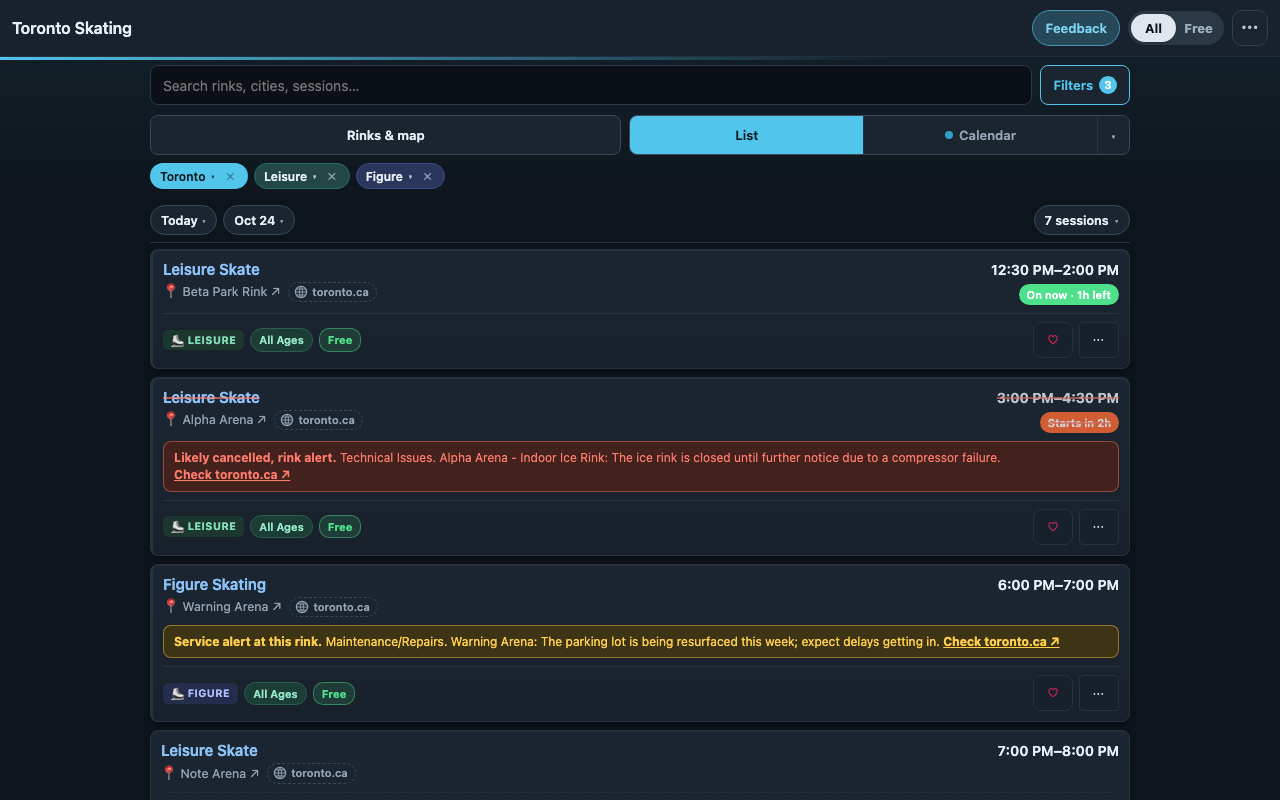 Toronto Skating
Feedback
All
Free
Search rinks, cities, sessions...
Filters 3
Rinks & map
List
Calendar
Toronto
Leisure
Figure
Today
Oct 24
7 sessions
Leisure Skate
12:30 PM–2:00 PM
Beta Park Rink ↗ toronto.ca
On now · 1h left
LEISURE All Ages Free
Leisure Skate
3:00 PM–4:30 PM
Alpha Arena ↗ toronto.ca
Starts in 2h
Likely cancelled, rink alert. Technical Issues. Alpha Arena - Indoor Ice Rink: The ice rink is closed until further notice due to a compressor failure.
Check toronto.ca ↗
LEISURE All Ages Free
Figure Skating
6:00 PM–7:00 PM
Warning Arena ↗ toronto.ca
Service alert at this rink. Maintenance/Repairs. Warning Arena: The parking lot is being resurfaced this week; expect delays getting in. Check toronto.ca ↗
FIGURE All Ages Free
Leisure Skate
7:00 PM–8:00 PM
Note Arena ↗ toronto.ca